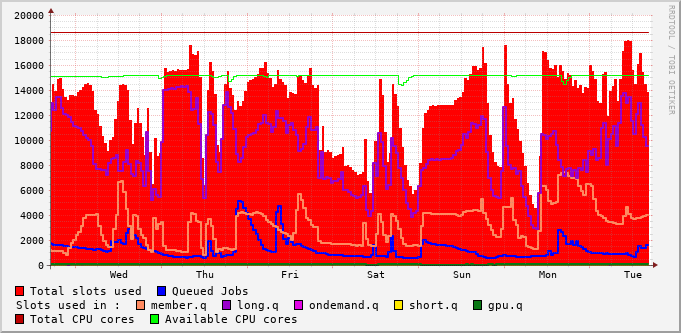 RRDTOOL / TOBI OETIKER
20000
18000
16000
14000
12000
10000
8000
6000
4000
2000
0
Wed Thu Fri Sat Sun Mon Tue
Total slots used Queued Jobs
Slots used in : member.q long.q ondemand.q short.q gpu.q
Total CPU cores Available CPU cores